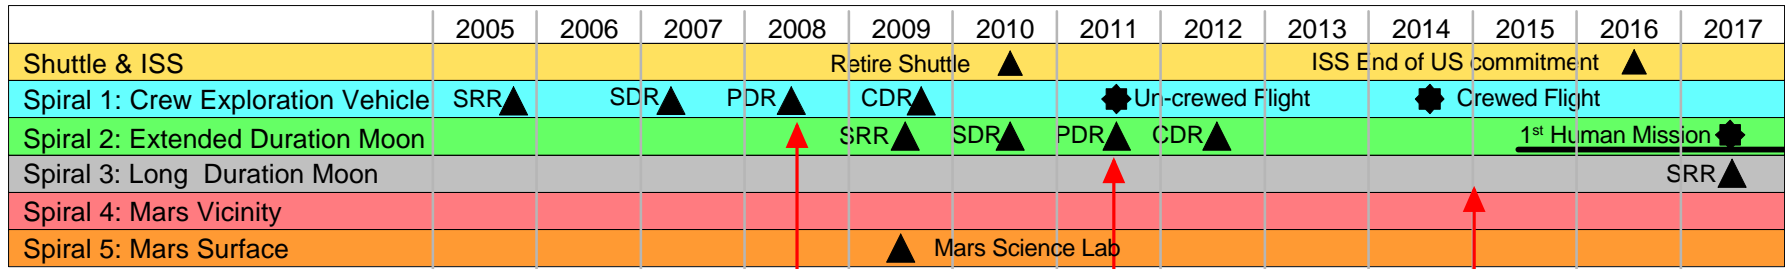 2005 2006 2007 2008 2009 2010 2011 2012 2013 2014 2015 2016 2017
Shuttle & ISS Retire Shuttle ISS End of US commitment
Spiral 1: Crew Exploration Vehicle SRR SDR PDR CDR Un-crewed Flight Crewed Flight
Spiral 2: Extended Duration Moon SRR SDR PDR CDR 1st Human Mission
Spiral 3: Long Duration Moon SRR
Spiral 4: Mars Vicinity
Spiral 5: Mars Surface Mars Science Lab